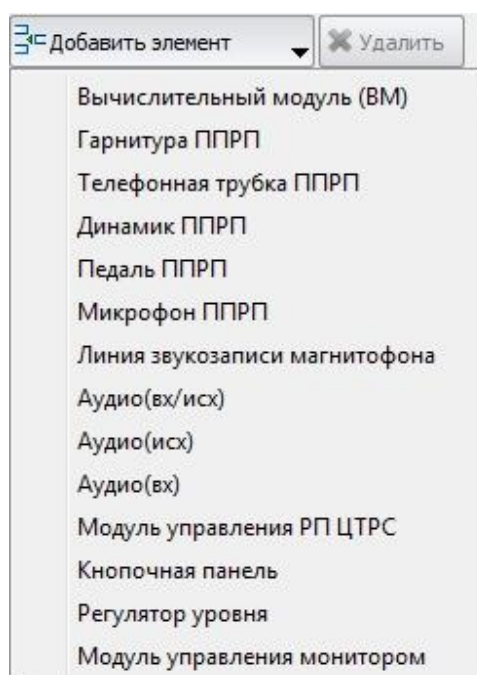 Добавить элемент Удалить
Вычислительный модуль (ВМ)
Гарнитура ППРП
Телефонная трубка ППРП
Динамик ППРП
Педаль ППРП
Микрофон ППРП
Линия звукозаписи магнитофона
Аудио(вх/исх)
Аудио(исх)
Аудио(вх)
Модуль управления РП ЦТРС
Кнопочная панель
Регулятор уровня
Модуль управления монитором